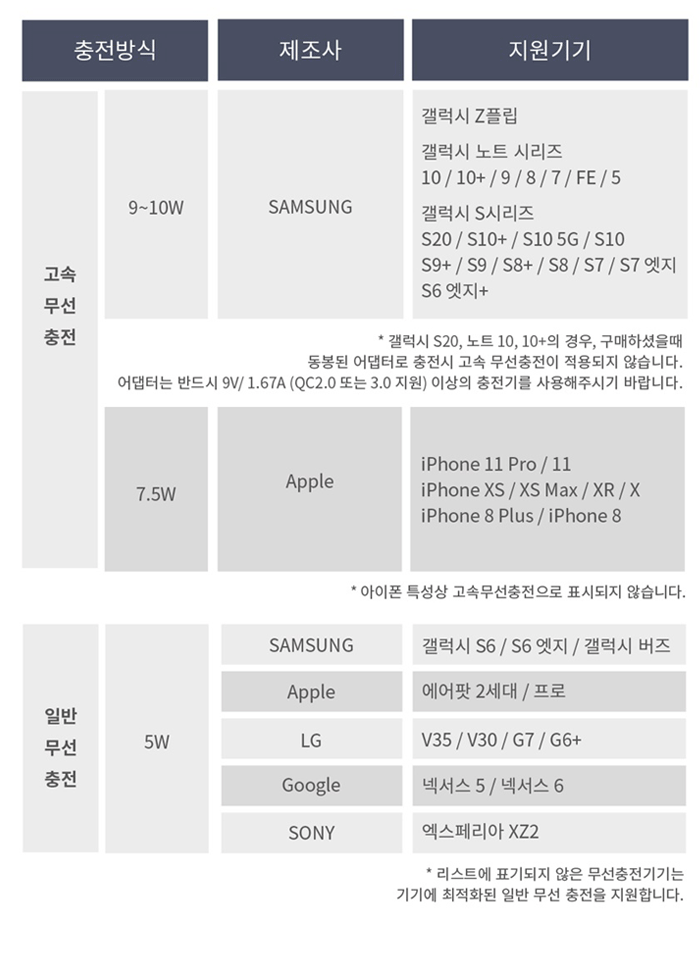 충전방식
제조사
지원기기
고속
무선
충전
9~10W
SAMSUNG
갤럭시 Z플립
갤럭시 노트 시리즈
10 / 10+ / 9 / 8 / 7 / FE / 5
갤럭시 S시리즈
S20 / S10+ / S10 5G / S10
S9+ / S9 / S8+ / S8 / S7 / S7 엣지
S6 엣지+
* 갤럭시 S20, 노트 10, 10+의 경우, 구매하셨을때
동봉된 어댑터로 충전시 고속 무선충전이 적용되지 않습니다.
어댑터는 반드시 9V/ 1.67A (QC2.0 또는 3.0 지원) 이상의 충전기를 사용해주시기 바랍니다.
7.5W
Apple
iPhone 11 Pro / 11
iPhone XS / XS Max / XR / X
iPhone 8 Plus / iPhone 8
* 아이폰 특성상 고속무선충전으로 표시되지 않습니다.
일반
무선
충전
5W
SAMSUNG
갤럭시 S6 / S6 엣지 / 갤럭시 버즈
Apple
에어팟 2세대 / 프로
LG
V35 / V30 / G7 / G6+
Google
넥서스 5 / 넥서스 6
SONY
엑스페리아 XZ2
* 리스트에 표기되지 않은 무선충전기기는
기기에 최적화된 일반 무선 충전을 지원합니다.